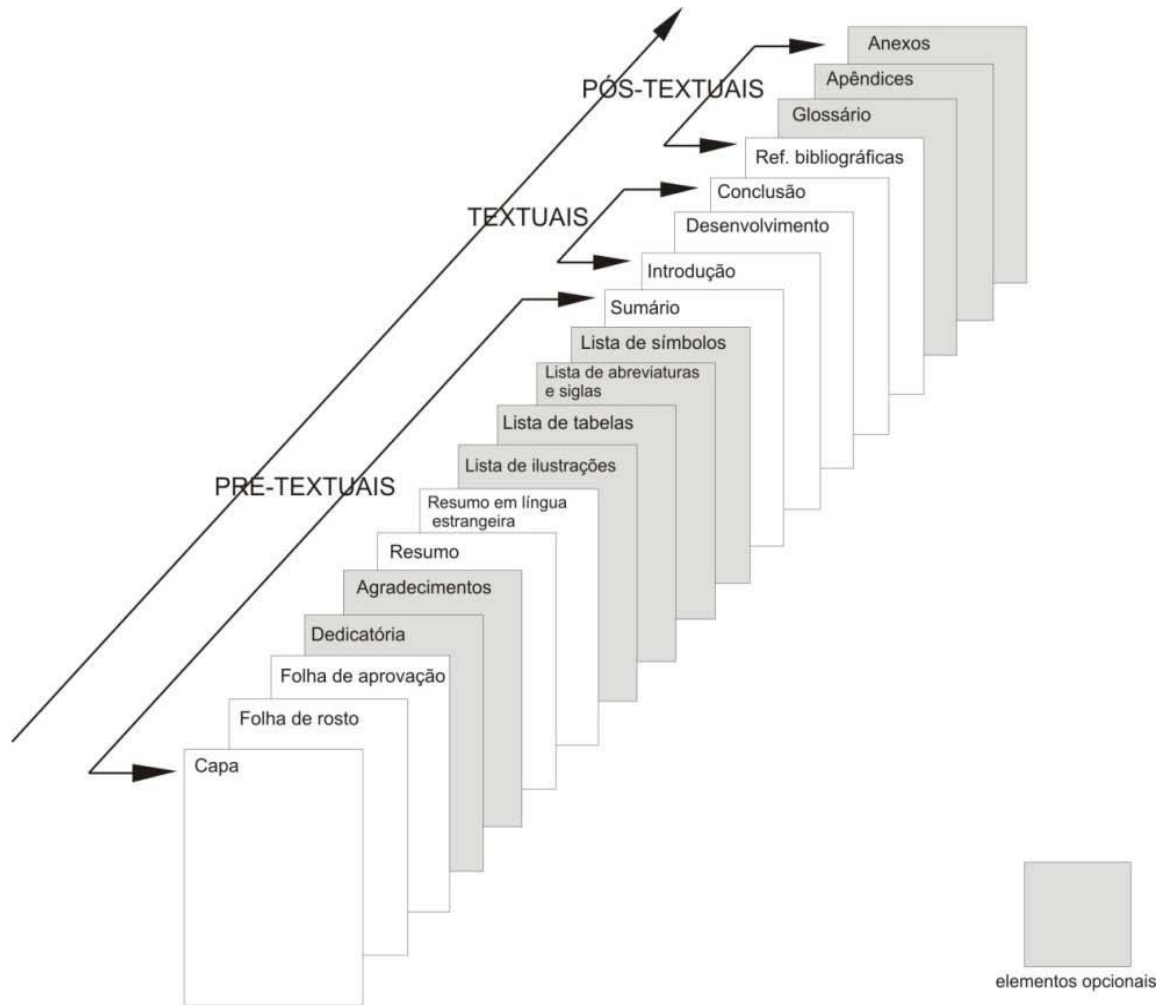 Anexos
Apêndices
PÓS-TEXTUAIS
Glossário
Ref. bibliográficas
Conclusão
TEXTUAIS
Desenvolvimento
Introdução
Sumário
Lista de símbolos
Lista de abreviaturas
e siglas
Lista de tabelas
Lista de ilustrações
PRE-TEXTUAIS
Resumo em língua
estrangeira
Resumo
Agradecimentos
Dedicatória
Folha de aprovação
Folha de rosto
Capa
elementos opcionais